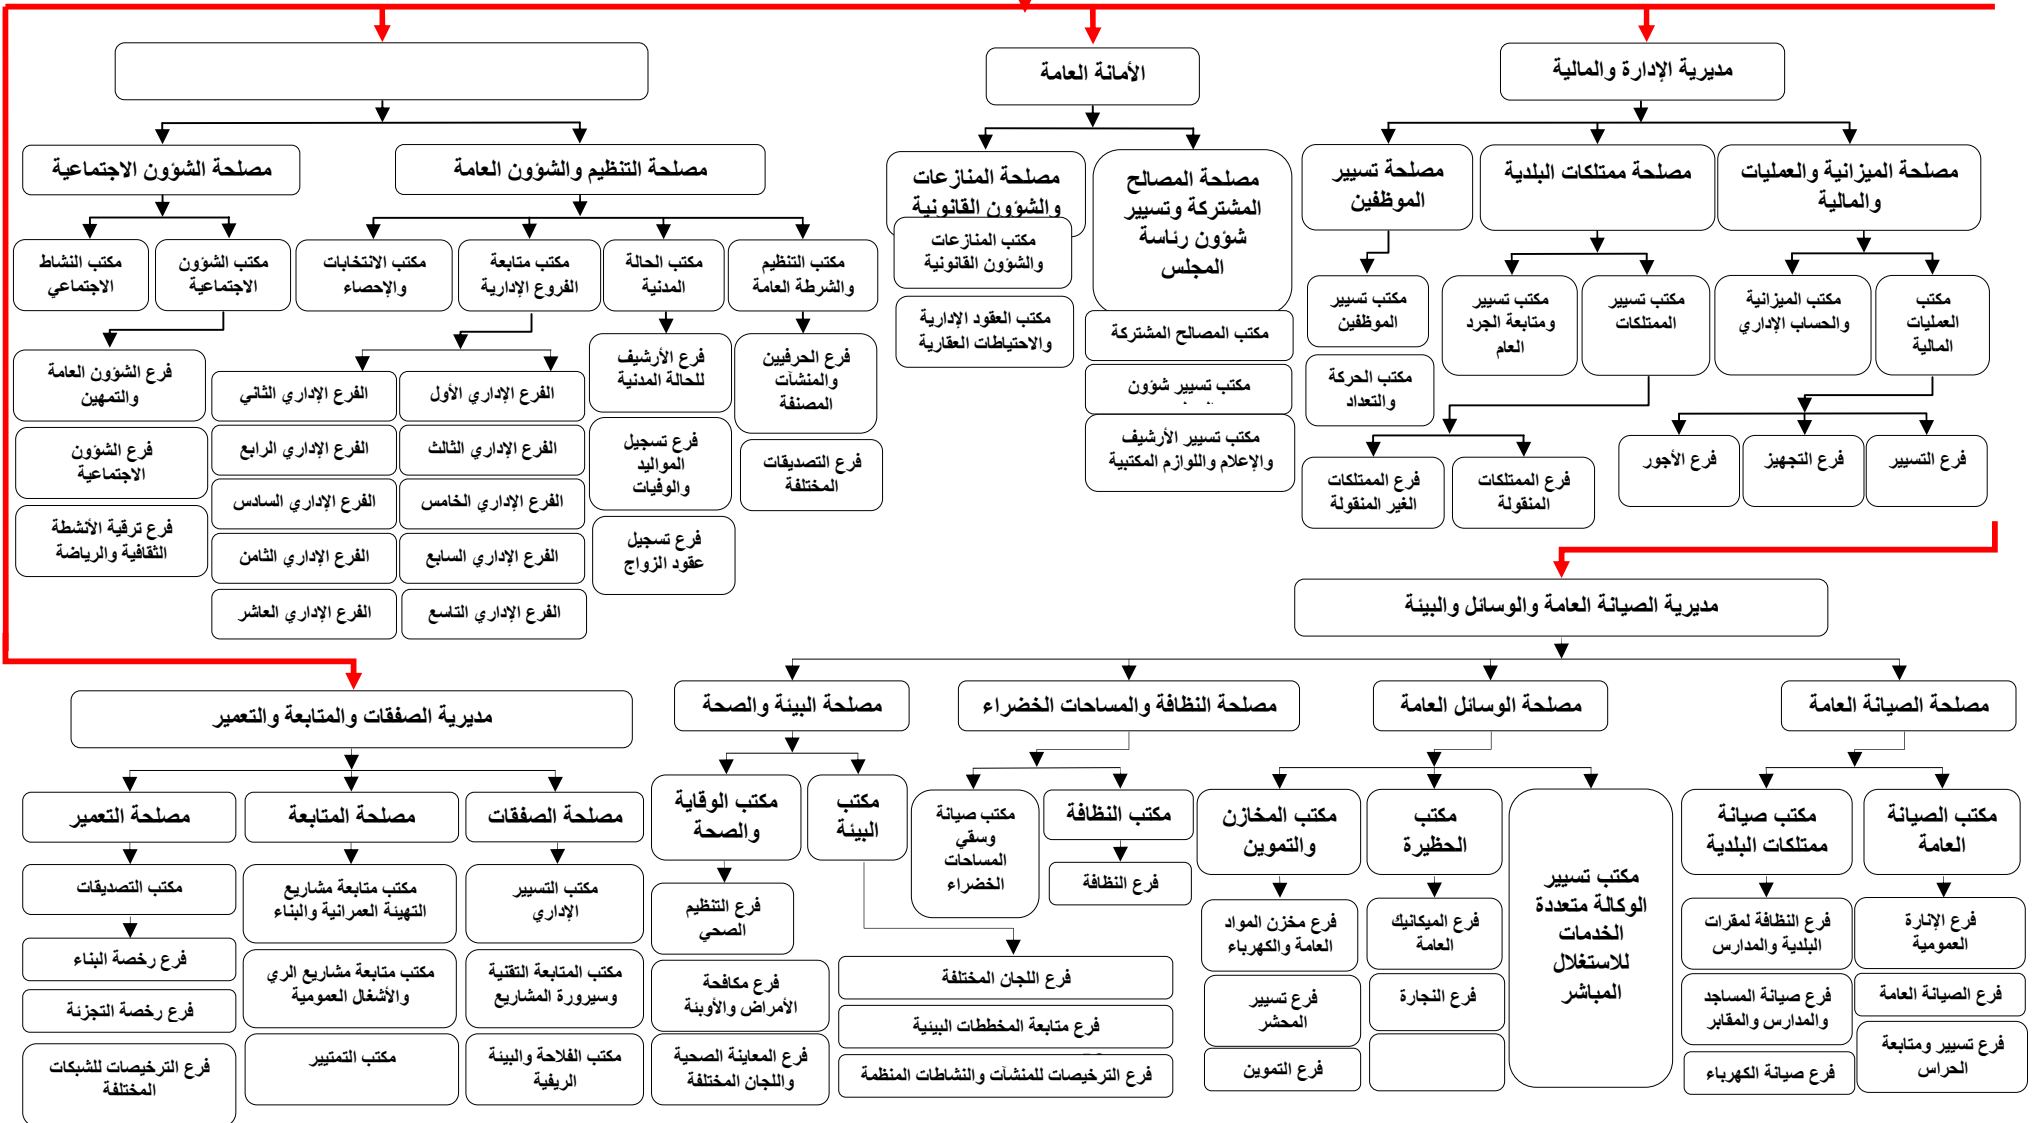 مديرية الإدارة والمالية
الأمانة العامة
مصلحة الميزانية والعمليات
والمالية
مصلحة ممتلكات البلدية
مصلحة تسيير
الموظفين
مصلحة المصالح
المشتركة وتسيير
شؤون رئاسة
المجلس
مصلحة المنازعات
والشؤون القانونية
مصلحة التنظيم والشؤون العامة
مصلحة الشؤون الاجتماعية
مكتب
العمليات
المالية
مكتب الميزانية
والحساب الإداري
مكتب تسيير
الممتلكات
مكتب تسيير
ومتابعة الجرد
العام
مكتب تسيير
الموظفين
مكتب الحركة
والتعداد
فرع التسيير
فرع التجهيز
فرع الأجور
فرع الممتلكات
المنقولة
فرع الممتلكات
الغير المنقولة
مكتب المصالح المشتركة
مكتب تسيير شؤون
مكتب تسيير الأرشيف
والإعلام واللوازم المكتبية
مكتب المنازعات
والشؤون القانونية
مكتب العقود الإدارية
والاحتياطات العقارية
مكتب التنظيم
والشرطة العامة
مكتب الحالة
المدنية
مكتب متابعة
الفروع الإدارية
مكتب الانتخابات
والإحصاء
مكتب الشؤون
الاجتماعية
مكتب النشاط
الاجتماعي
فرع الحرفيين
والمنشآت
المصنفة
فرع التصديقات
المختلفة
فرع الأرشيف
للحالة المدنية
فرع تسجيل
المواليد
والوفيات
فرع تسجيل
عقود الزواج
الفرع الإداري الأول
الفرع الإداري الثاني
الفرع الإداري الثالث
الفرع الإداري الرابع
الفرع الإداري الخامس
الفرع الإداري السادس
الفرع الإداري السابع
الفرع الإداري الثامن
الفرع الإداري التاسع
الفرع الإداري العاشر
فرع الشؤون العامة
والتمهين
فرع الشؤون
الاجتماعية
فرع ترقية الأنشطة
الثقافية والرياضة
مديرية الصيانة العامة والوسائل والبيئة
مصلحة الصيانة العامة
مصلحة الوسائل العامة
مصلحة النظافة والمساحات الخضراء
مصلحة البيئة والصحة
مكتب الصيانة
العامة
مكتب صيانة
ممتلكات البلدية
مكتب تسيير
الوكالة متعددة
الخدمات
للاستغلال
المباشر
مكتب
الحظيرة
مكتب المخازن
والتموين
مكتب النظافة
مكتب صيانة
وسقي
المساحات
الخضراء
مكتب
البيئة
مكتب الوقاية
والصحة
فرع الإنارة
العمومية
فرع الصيانة العامة
فرع تسيير ومتابعة
الحراس
فرع النظافة لمقرات
البلدية والمدارس
فرع صيانة المساجد
والمدارس والمقابر
فرع صيانة الكهرباء
فرع الميكانيك
العامة
فرع النجارة
فرع مخزن المواد
العامة والكهرباء
فرع تسيير
المحشر
فرع التموين
فرع النظافة
فرع اللجان المختلفة
فرع متابعة المخططات البيئية
فرع الترخيصات للمنشآت والنشاطات المنظمة
فرع التنظيم
الصحي
فرع مكافحة
الأمراض والأوبئة
فرع المعاينة الصحية
واللجان المختلفة
مديرية الصفقات والمتابعة والتعمير
مصلحة الصفقات
مصلحة المتابعة
مصلحة التعمير
مكتب التسيير
الإداري
مكتب المتابعة التقنية
وسيرورة المشاريع
مكتب الفلاحة والبيئة
الريفية
مكتب متابعة مشاريع
التهيئة العمرانية والبناء
مكتب متابعة مشاريع الري
والأشغال العمومية
مكتب التمتيير
مكتب التصديقات
فرع رخصة البناء
فرع رخصة التجزئة
فرع الترخيصات للشبكات
المختلفة